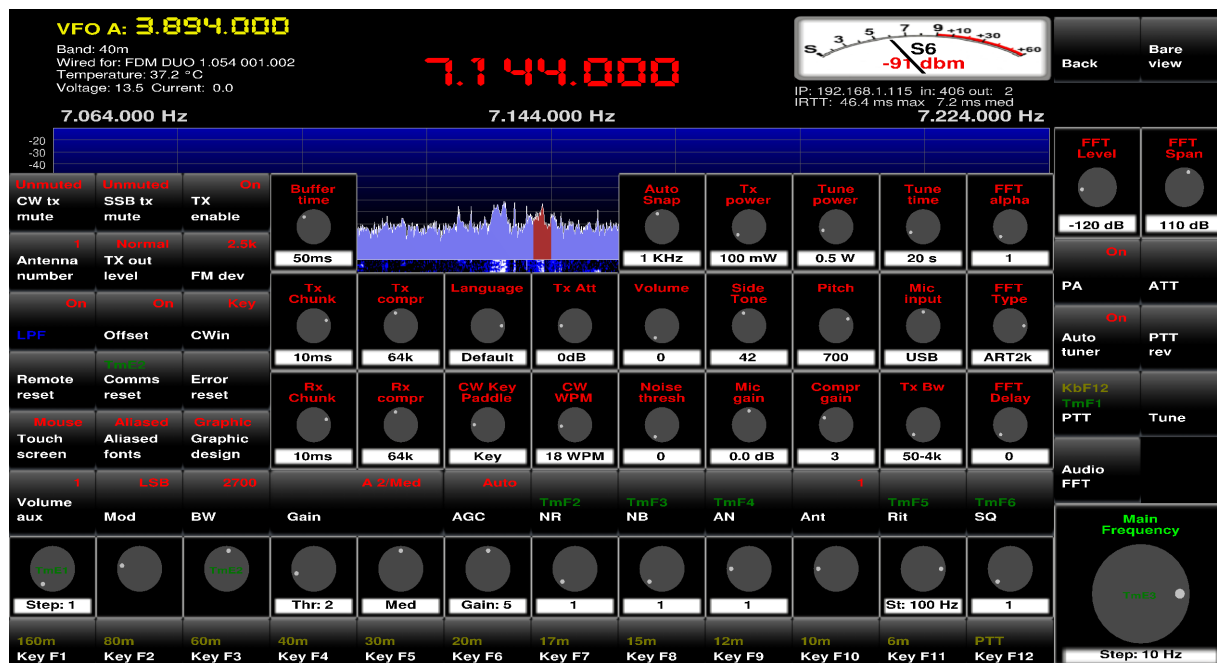 VFO A: 3.894.000
Band: 40m
Wired for: FDM DUO 1.054 001.002
Temperature: 37.2 °C
Voltage: 13.5 Current: 0.0
7.144.000
S 3 5 7 9 +10 +30 +60
S6
-91 dbm
IP: 192.168.1.115 in: 406 out: 2
IRTT: 46.4 ms max 7.2 ms med
Back
Bare view
7.064.000 Hz 7.144.000 Hz 7.224.000 Hz
-20
-30
-40
FFT Level
-120 dB
FFT Span
110 dB
Unmuted
CW tx mute
Unmuted
SSB tx mute
On
TX enable
Buffer time
50ms
Auto Snap
1 KHz
Tx power
100 mW
Tune power
0.5 W
Tune time
20 s
FFT alpha
1
Antenna number
Normal
TX out level
2.5k
FM dev
On
PA
ATT
Tx Chunk
10ms
Tx compr
64k
Language
Default
Tx Att
0dB
Volume
0
Side Tone
42
Pitch
700
Mic input
USB
FFT Type
ART2k
On
LPF
On
Offset
Key
CWin
On
Auto tuner
PTT rev
Remote reset
TmE2
Comms reset
Error reset
Rx Chunk
10ms
Rx compr
64k
CW Key Paddle
Key
CW WPM
18 WPM
Noise thresh
0
Mic gain
0.0 dB
Compr gain
3
Tx Bw
50-4k
FFT Delay
0
KbF12
TmF1
PTT
Tune
Mouse
Touch screen
Aliased
Aliased fonts
Graphic
Graphic design
Audio FFT
1
Volume aux
LSB
Mod
2700
BW
Gain
A 2/Med
Auto
AGC
TmF2
NR
TmF3
NB
TmF4
AN
1
Ant
TmF5
Rit
TmF6
SQ
Step: 1
Thr: 2
Med
Gain: 5
1
1
1
St: 100 Hz
1
Main Frequency
Step: 10 Hz
160m 80m 60m 40m 30m 20m 17m 15m 12m 10m 6m PTT
Key F1 Key F2 Key F3 Key F4 Key F5 Key F6 Key F7 Key F8 Key F9 Key F10 Key F11 Key F12